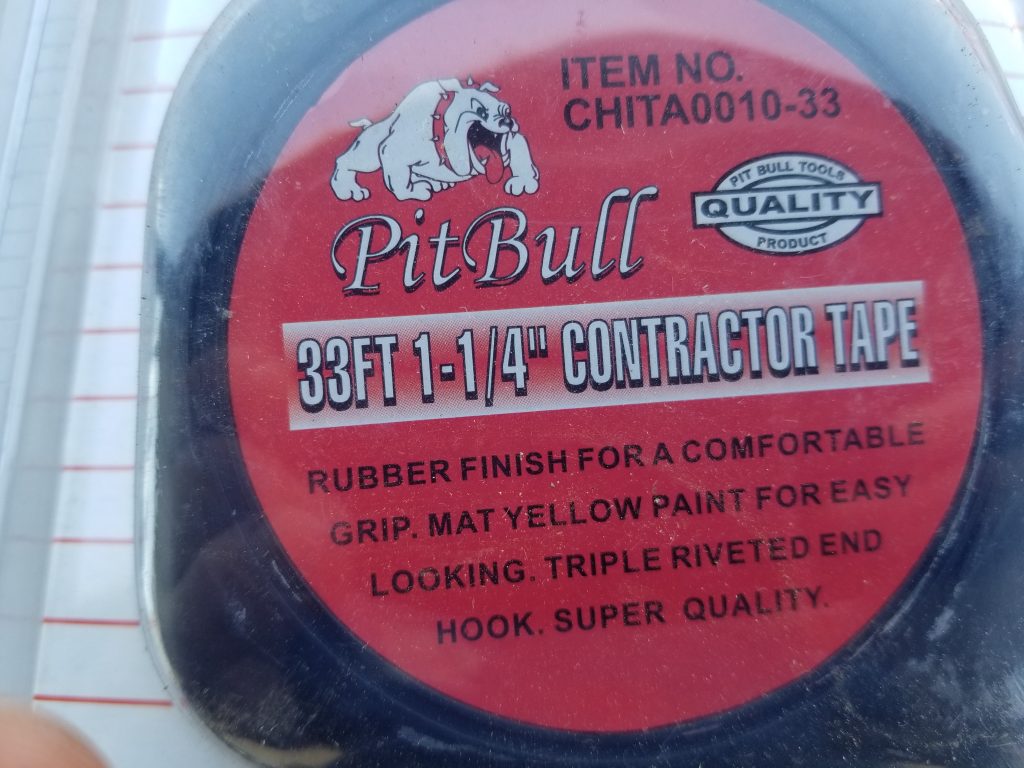 ITEM NO.
CHITA0010-33
PIT BULL TOOLS
QUALITY
PRODUCT
PitBull
33FT 1-1/4" CONTRACTOR TAPE
RUBBER FINISH FOR A COMFORTABLE
GRIP. MAT YELLOW PAINT FOR EASY
LOOKING. TRIPLE RIVETED END
HOOK. SUPER QUALITY.